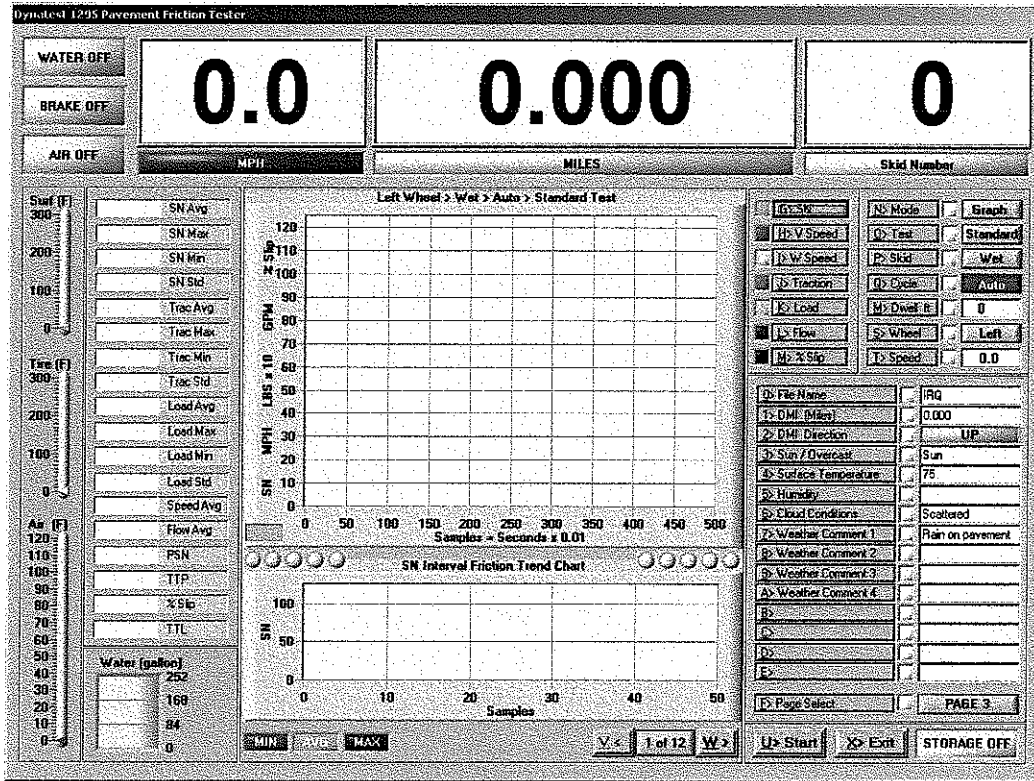 Dynatest 1295 Pavement Friction Tester
WATER OFF
BRAKE OFF
AIR OFF
0.0
MPH
0.000
MILES
0
Skid Number
Surf (F)
300
200
100
0
Tire (F)
300
200
100
0
Air (F)
120
110
100
90
80
70
60
50
40
30
20
10
0
SN Avg
SN Max
SN Min
SN Std
Trac Avg
Trac Max
Trac Min
Trac Std
Load Avg
Load Max
Load Min
Load Std
Speed Avg
Flow Avg
PSN
TTP
% Slip
TTL
Water (gallon)
252
168
84
0
Left Wheel > Wet > Auto > Standard Test
SN MPH LBS x 10 GPM % Slip
120
110
100
90
80
70
60
50
40
30
20
10
0
0 50 100 150 200 250 300 350 400 450 500
Samples = Seconds x 0.01
SN Interval Friction Trend Chart
SN
100
50
0
0 10 20 30 40 50
Samples
MIN AVG MAX
V < 1 of 12 W >
G> SN
H> V Speed
I> W Speed
J> Traction
K> Load
L> Flow
M> % Slip
N> Mode Graph
O> Test Standard
P> Skid Wet
Q> Cycle Auto
M> Dwell ft 0
S> Wheel Left
T> Speed 0.0
0> File Name IRQ
1> DMI (Miles) 0.000
2> DMI Direction UP
3> Sun / Overcast Sun
4> Surface Temperature 75
5> Humidity
6> Cloud Conditions Scattered
7> Weather Comment 1 Rain on pavement
8> Weather Comment 2
9> Weather Comment 3
A> Weather Comment 4
B>
C>
D>
E>
F> Page Select PAGE 3
U> Start X> Exit STORAGE OFF